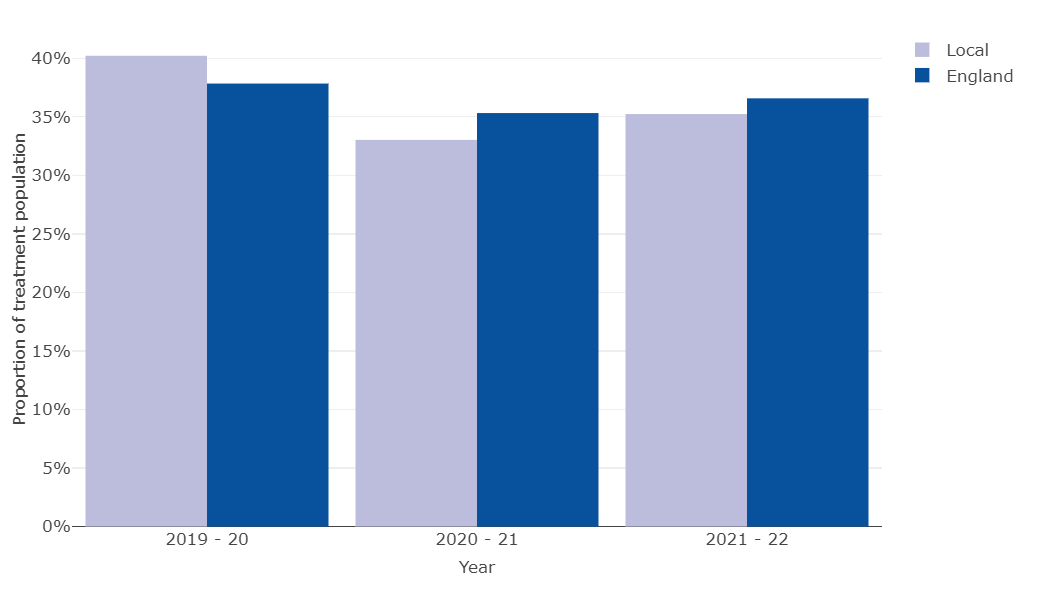 Local
England
Proportion of treatment population
40%
35%
30%
25%
20%
15%
10%
5%
0%
2019 - 20
2020 - 21
2021 - 22
Year